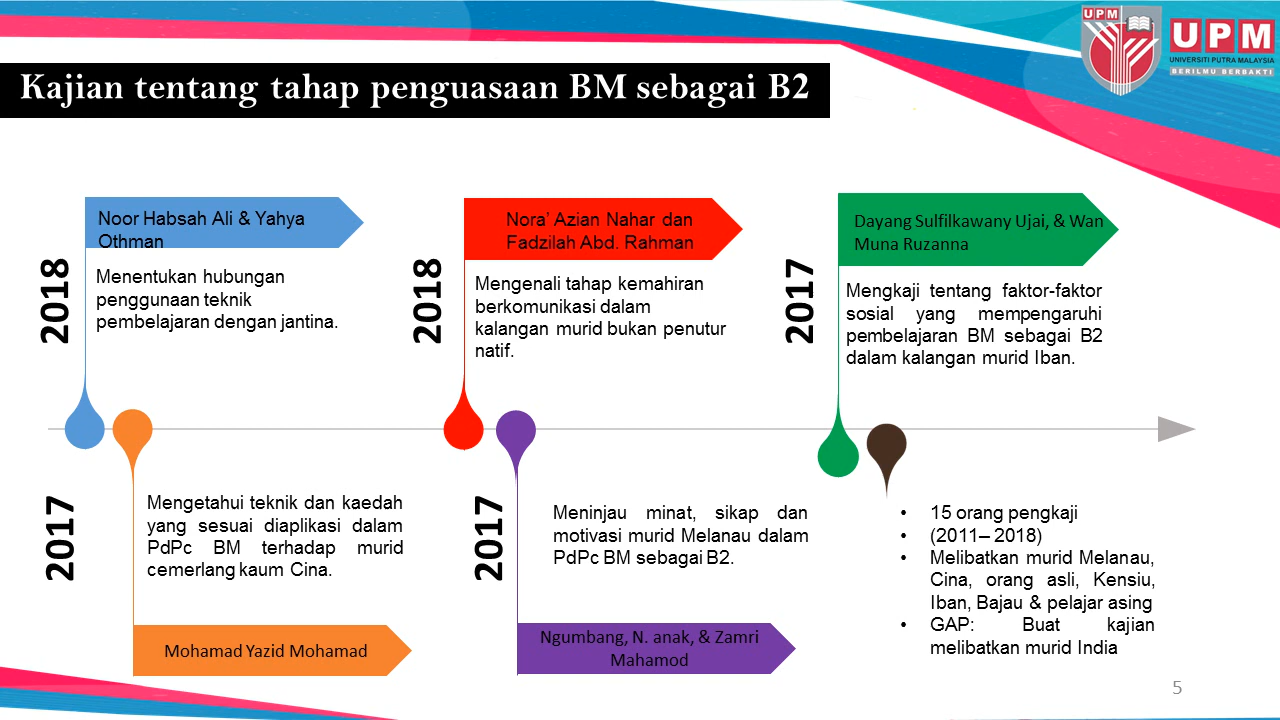 UPM
UPM
UNIVERSITI PUTRA MALAYSIA
BERILMU BERBAKTI
Kajian tentang tahap penguasaan BM sebagai B2
2018
Noor Habsah Ali & Yahya
Othman
Menentukan hubungan
penggunaan teknik
pembelajaran dengan jantina.
2018
Nora’ Azian Nahar dan
Fadzilah Abd. Rahman
Mengenali tahap kemahiran
berkomunikasi dalam
kalangan murid bukan penutur
natif.
2017
Dayang Sulfilkawany Ujai, & Wan
Muna Ruzanna
Mengkaji tentang faktor-faktor
sosial yang mempengaruhi
pembelajaran BM sebagai B2
dalam kalangan murid Iban.
2017
Mengetahui teknik dan kaedah
yang sesuai diaplikasi dalam
PdPc BM terhadap murid
cemerlang kaum Cina.
Mohamad Yazid Mohamad
2017
Meninjau minat, sikap dan
motivasi murid Melanau dalam
PdPc BM sebagai B2.
Ngumbang, N. anak, & Zamri
Mahamod
• 15 orang pengkaji
• (2011– 2018)
• Melibatkan murid Melanau,
Cina, orang asli, Kensiu,
Iban, Bajau & pelajar asing
• GAP: Buat kajian
melibatkan murid India
5